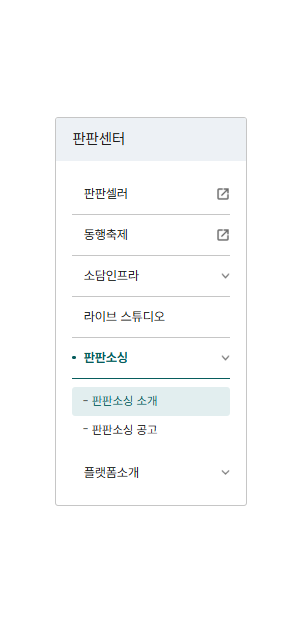 판판센터
판판셀러
동행축제
소담인프라
라이브 스튜디오
판판소싱
- 판판소싱 소개
- 판판소싱 공고
플랫폼소개